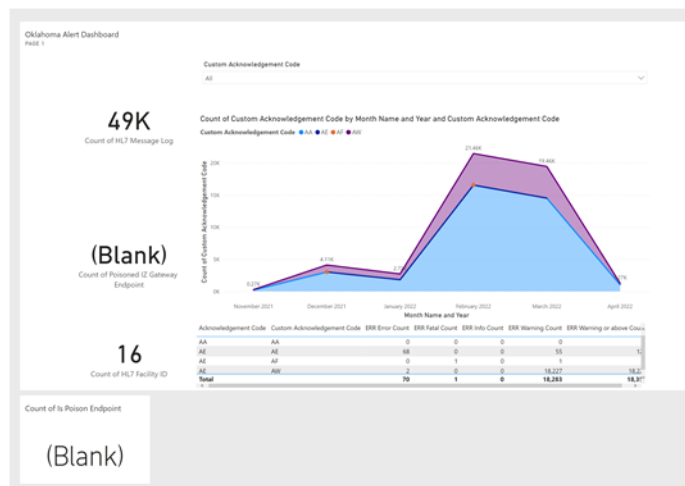 Oklahoma Alert Dashboard
PAGE 1
Custom Acknowledgement Code
All
49K
Count of HL7 Message Log
(Blank)
Count of Poisoned IZ Gateway
Endpoint
16
Count of HL7 Facility ID
Count of Custom Acknowledgement Code by Month Name and Year and Custom Acknowledgement Code
Custom Acknowledgement Code AA AE AF AW
Count of Custom Acknowledgement Code
20K
15K
10K
5K
0K
0.27K
4.11K
21.46K
19.46K
November 2021 December 2021 January 2022 February 2022 March 2022 April 2022
Month Name and Year
Acknowledgement Code Custom Acknowledgement Code ERR Error Count ERR Fatal Count ERR Info Count ERR Warning Count ERR Warning or above
AA AA 0 0 0 0
AE AE 68 0 0 55
AE AF 0 1 0 1
AE AW 2 0 0 18,227
Total 70 1 0 18,283
Count of Is Poison Endpoint
(Blank)